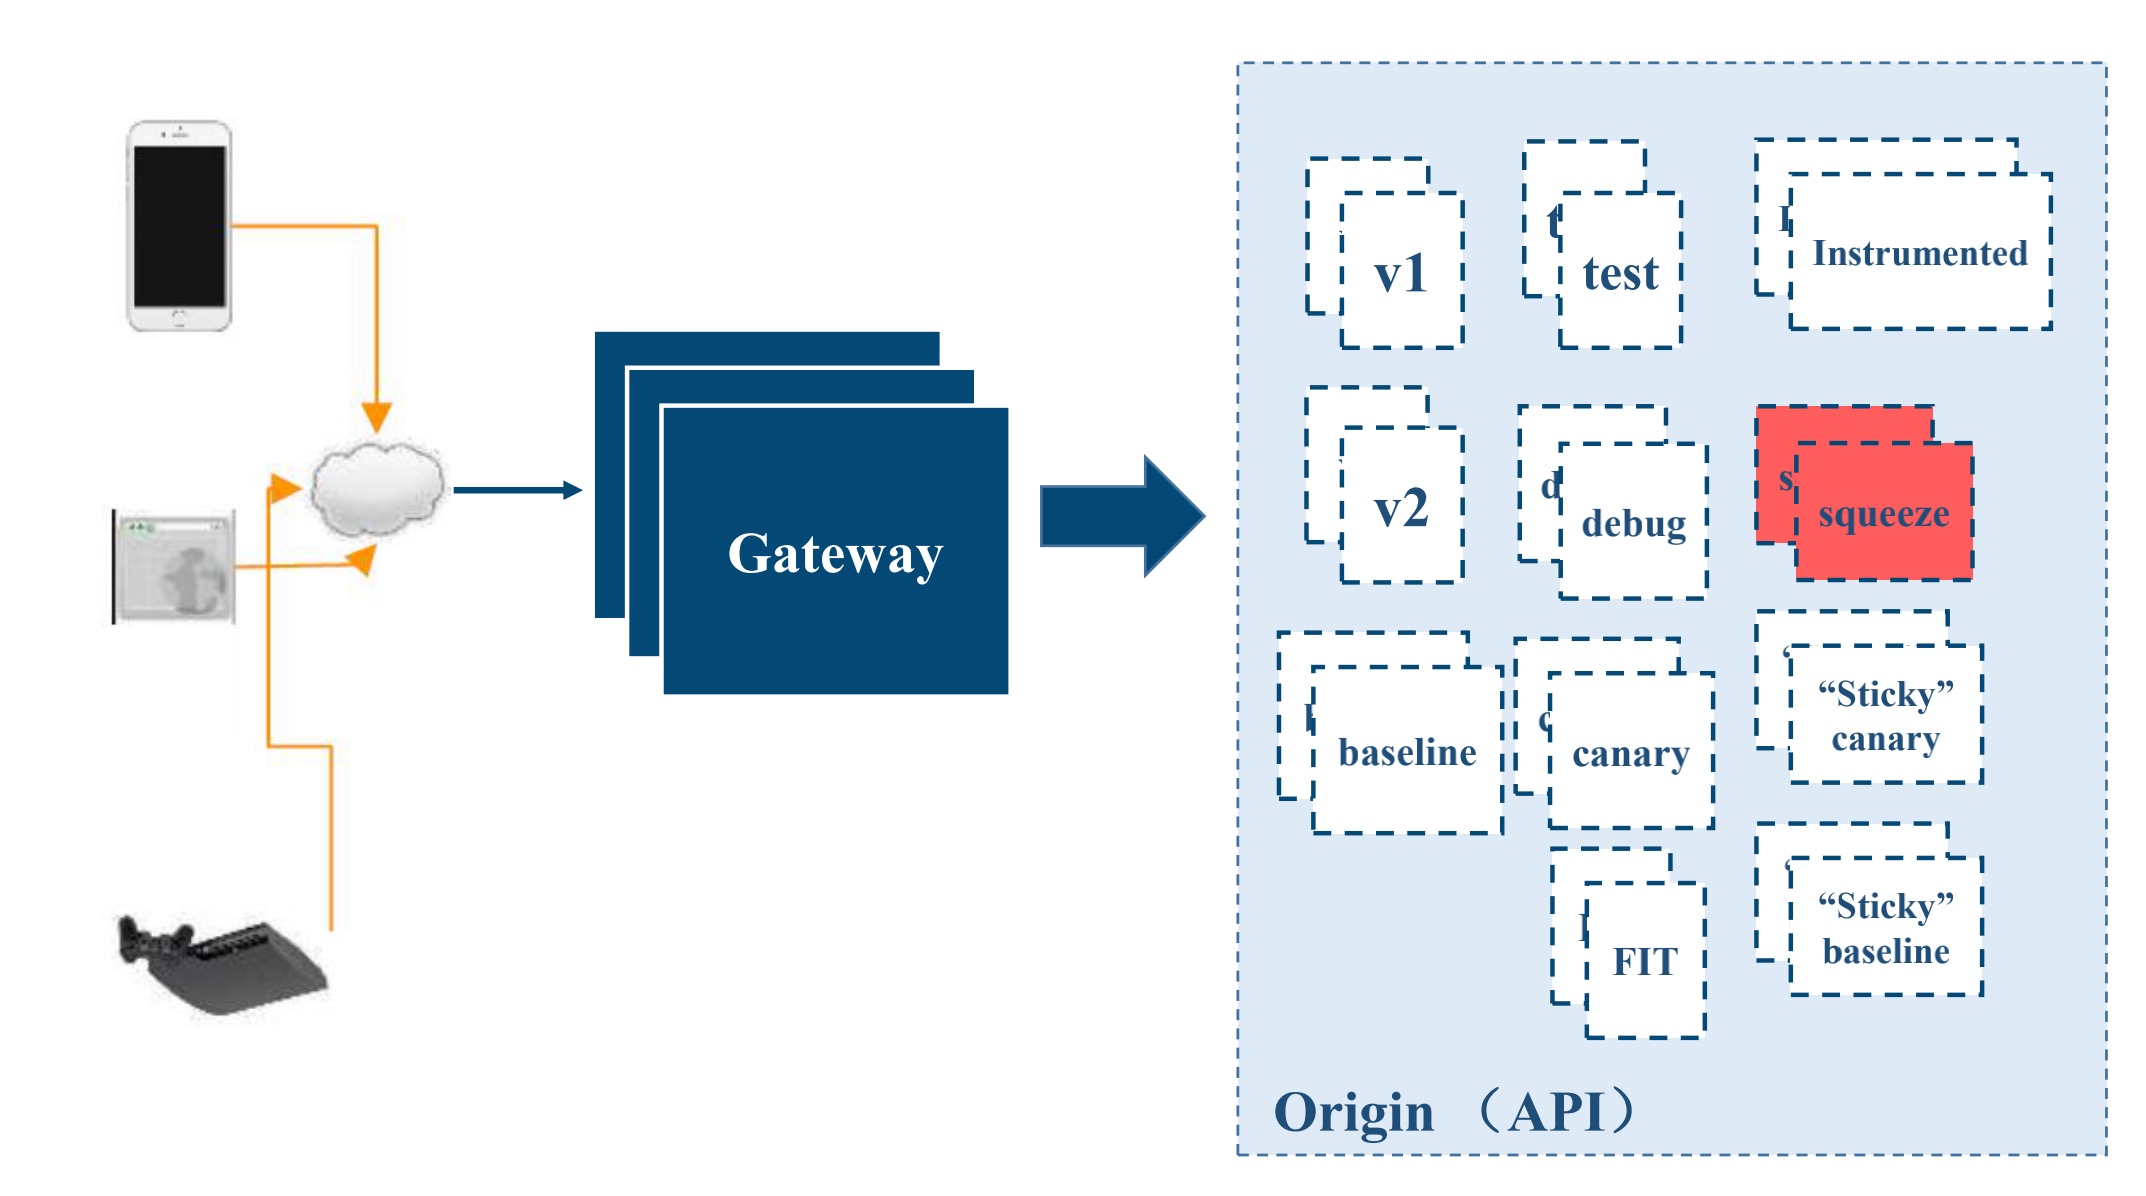 Gateway
v1
test
Instrumented
v2
debug
squeeze
baseline
canary
“Sticky”
canary
FIT
“Sticky”
baseline
Origin （API）